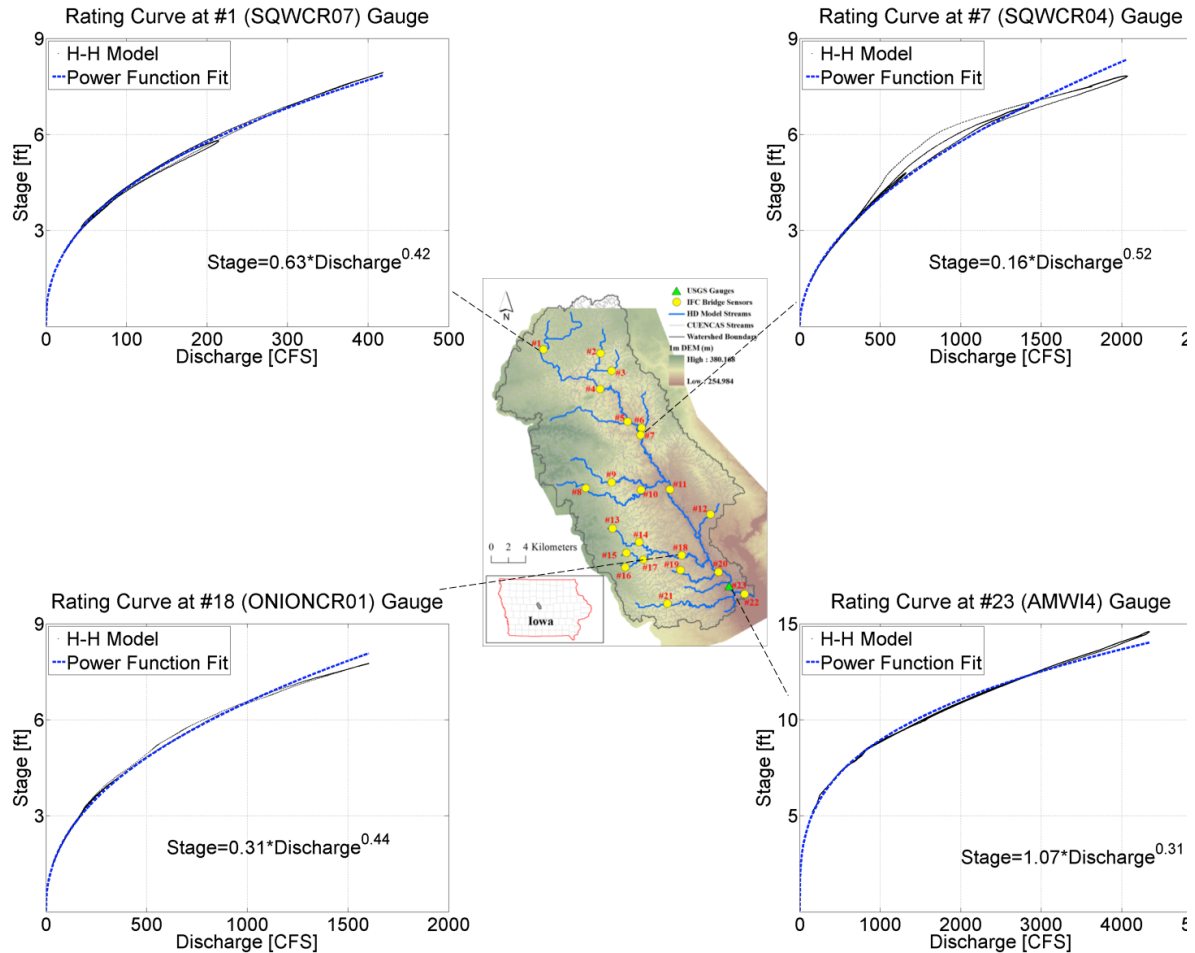 Rating Curve at #1 (SQWCR07) Gauge
9
6
3
0
Stage [ft]
H-H Model
Power Function Fit
Stage=0.63*Discharge^0.42
0 100 200 300 400 500
Discharge [CFS]
Rating Curve at #7 (SQWCR04) Gauge
9
6
3
0
Stage [ft]
H-H Model
Power Function Fit
Stage=0.16*Discharge^0.52
0 500 1000 1500 2000 2
Discharge [CFS]
N
USGS Gauges
IFC Bridge Sensors
HD Model Streams
CUENCAS Streams
Watershed Boundary
1m DEM (m)
High : 380.168
Low : 254.984
#1
#2
#3
#4
#5
#6
#7
#8
#9
#10
#11
#12
#13
#14
#15
#16
#17
#18
#19
#20
#21
#22
#23
0 2 4 Kilometers
Iowa
Rating Curve at #18 (ONIONCR01) Gauge
9
6
3
0
Stage [ft]
H-H Model
Power Function Fit
Stage=0.31*Discharge^0.44
0 500 1000 1500 2000
Discharge [CFS]
Rating Curve at #23 (AMWI4) Gauge
15
10
5
0
Stage [ft]
H-H Model
Power Function Fit
Stage=1.07*Discharge^0.31
0 1000 2000 3000 4000 5
Discharge [CFS]